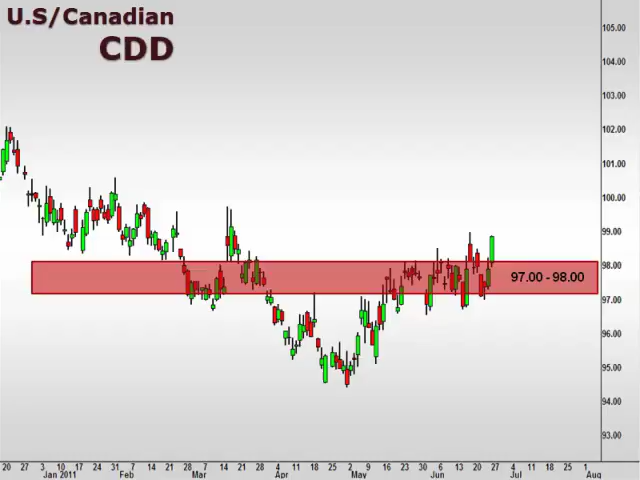 U.S/Canadian
CDD
105.00
104.00
103.00
102.00
101.00
100.00
99.00
98.00
97.00
96.00
95.00
94.00
93.00
97.00 - 98.00
20 27 3 10 17 24 31 7 14 22 28 7 14 21 28 4 11 18 25 2 9 16 23 31 6 13 20 27 4 11 18 25 1
Jan 2011 Feb Mar Apr May Jun Jul Aug